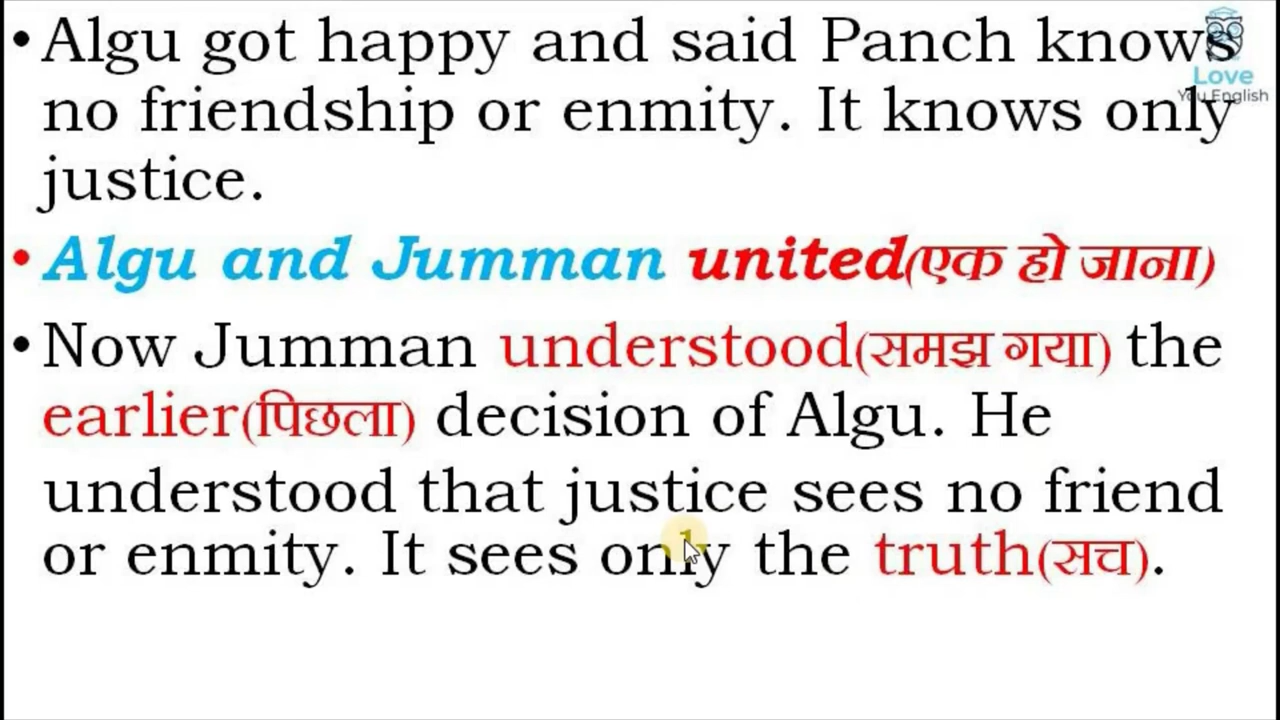 • Algu got happy and said Panch knows
no friendship or enmity. It knows only
justice.
• Algu and Jumman united(एक हो जाना)
• Now Jumman understood(समझ गया) the
earlier(पिछला) decision of Algu. He
understood that justice sees no friend
or enmity. It sees only the truth(सच).
Love
You English